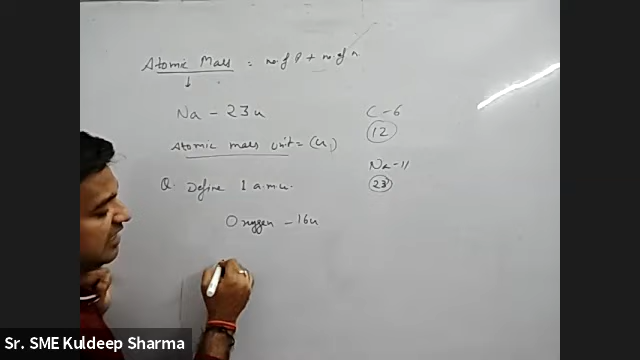 Atomic Mass = no. of P + no. of n
↓
Na - 23u
C - 6
12
Atomic mass unit = (u)
Na - 11
23
Q. Define 1 a.m.u.
Oxygen - 16u
Sr. SME Kuldeep Sharma